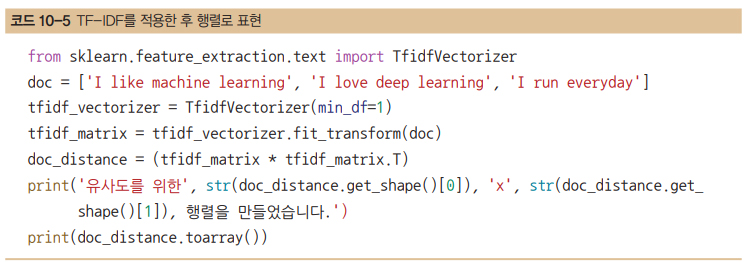 코드 10-5 TF-IDF를 적용한 후 행렬로 표현
from sklearn.feature_extraction.text import TfidfVectorizer
doc = ['I like machine learning', 'I love deep learning', 'I run everyday']
tfidf_vectorizer = TfidfVectorizer(min_df=1)
tfidf_matrix = tfidf_vectorizer.fit_transform(doc)
doc_distance = (tfidf_matrix * tfidf_matrix.T)
print('유사도를 위한', str(doc_distance.get_shape()[0]), 'x', str(doc_distance.get_
shape()[1]), 행렬을 만들었습니다.')
print(doc_distance.toarray())